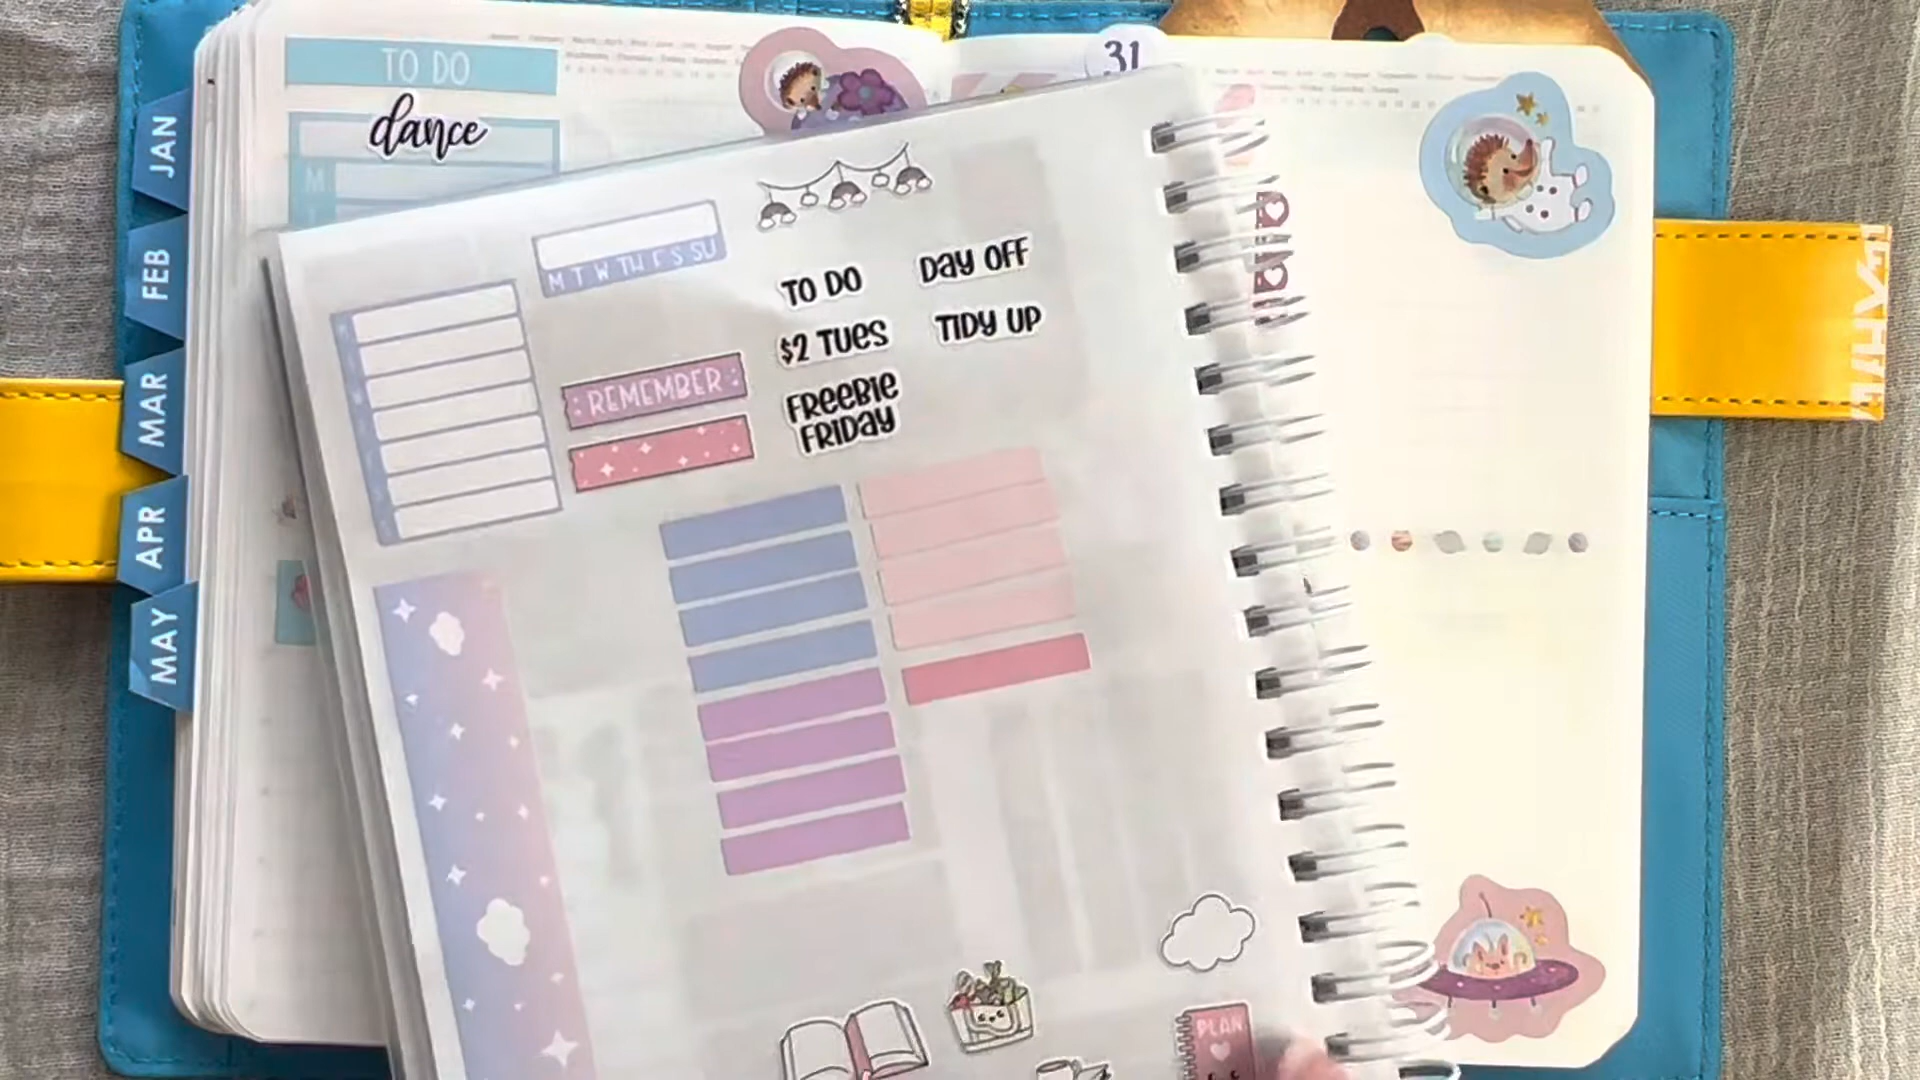 TO DO
dance
31
JAN
FEB
MAR
APR
MAY
M
M T W TH F S SU
TO DO
DAY OFF
$2 TUES
TIDY UP
REMEMBER
FREEBIE
FRIDAY
PLAN